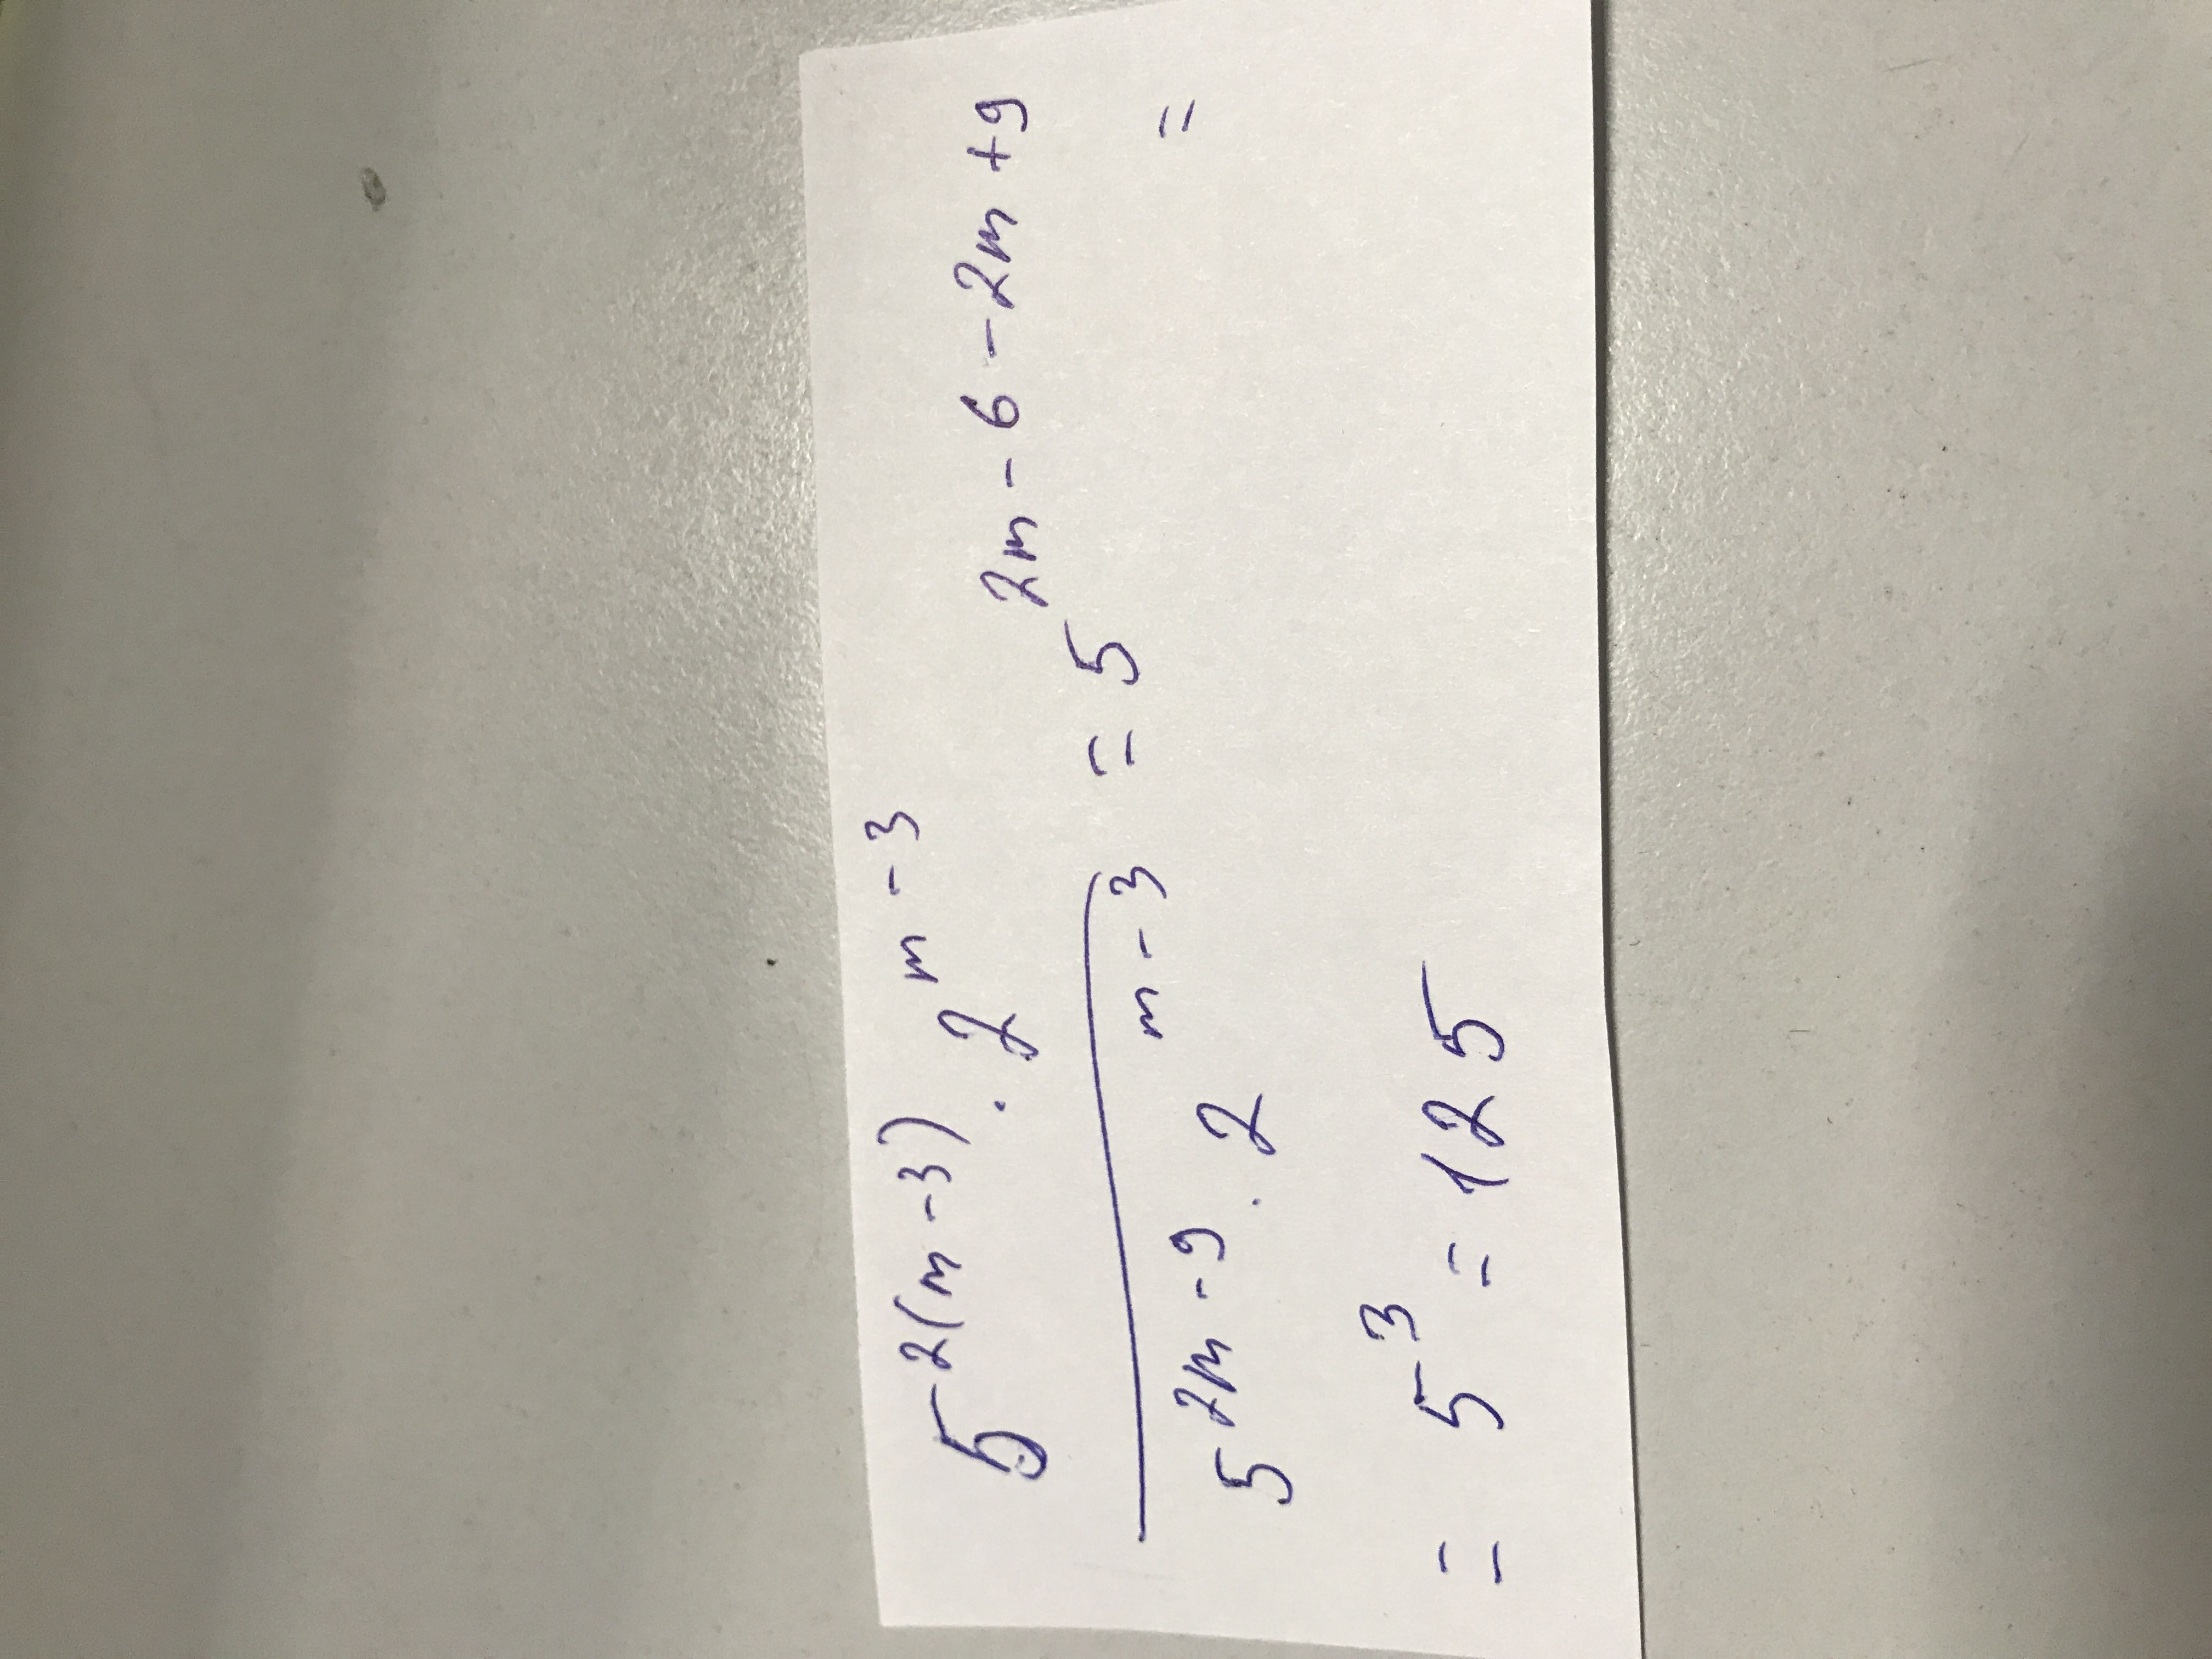 5^{2(m-3)} · 2^{m-3} = 5^{2m-6-2m+9} =
5^{2m-9} · 2^{m-3}
= 5^3 = 125